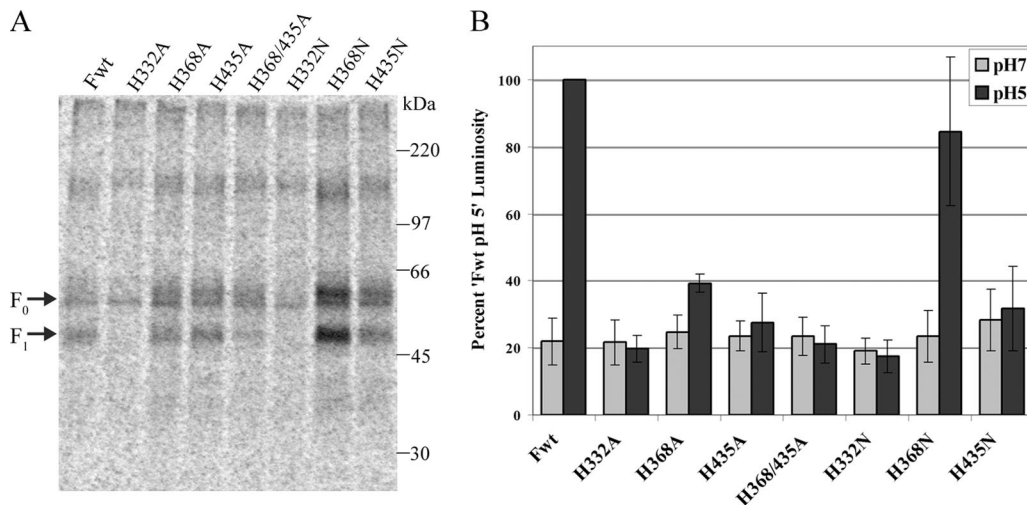 A
Fwt H332A H368A H435A H368/435A H332N H368N H435N
kDa
220
97
66
F0
F1
45
30
B
Percent 'Fwt pH 5' Luminosity
100
80
60
40
20
0
pH7
pH5
Fwt H332A H368A H435A H368/435A H332N H368N H435N